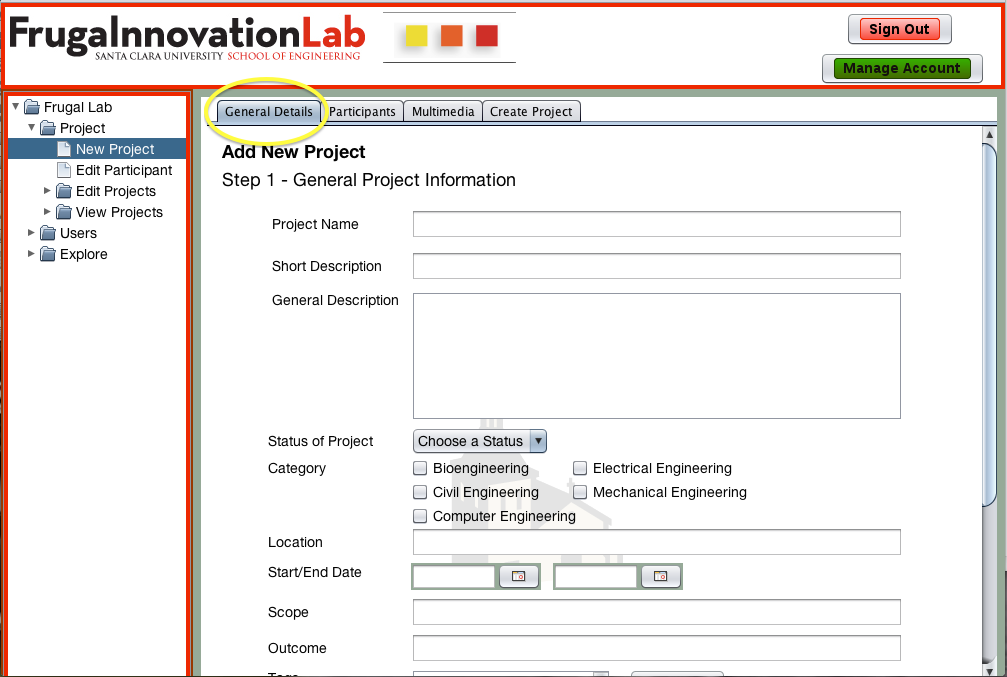 FrugaInnovationLab
SANTA CLARA UNIVERSITY SCHOOL OF ENGINEERING
Sign Out
Manage Account
Frugal Lab
Project
New Project
Edit Participant
Edit Projects
View Projects
Users
Explore
General Details
Participants
Multimedia
Create Project
Add New Project
Step 1 - General Project Information
Project Name
Short Description
General Description
Status of Project
Choose a Status
Category
Bioengineering
Electrical Engineering
Civil Engineering
Mechanical Engineering
Computer Engineering
Location
Start/End Date
Scope
Outcome
Tags